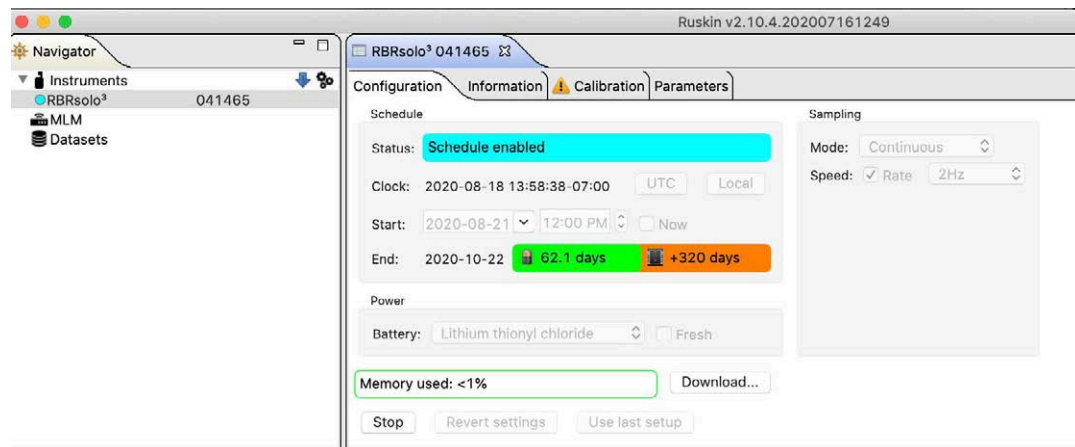 Ruskin v2.10.4.202007161249
Navigator
Instruments
RBRsolo³ 041465
MLM
Datasets
RBRsolo³ 041465
Configuration Information Calibration Parameters
Schedule
Status: Schedule enabled
Clock: 2020-08-18 13:58:38-07:00 UTC Local
Start: 2020-08-21 12:00 PM Now
End: 2020-10-22 62.1 days +320 days
Power
Battery: Lithium thionyl chloride Fresh
Memory used: <1% Download...
Stop Revert settings Use last setup
Sampling
Mode: Continuous
Speed: Rate 2Hz